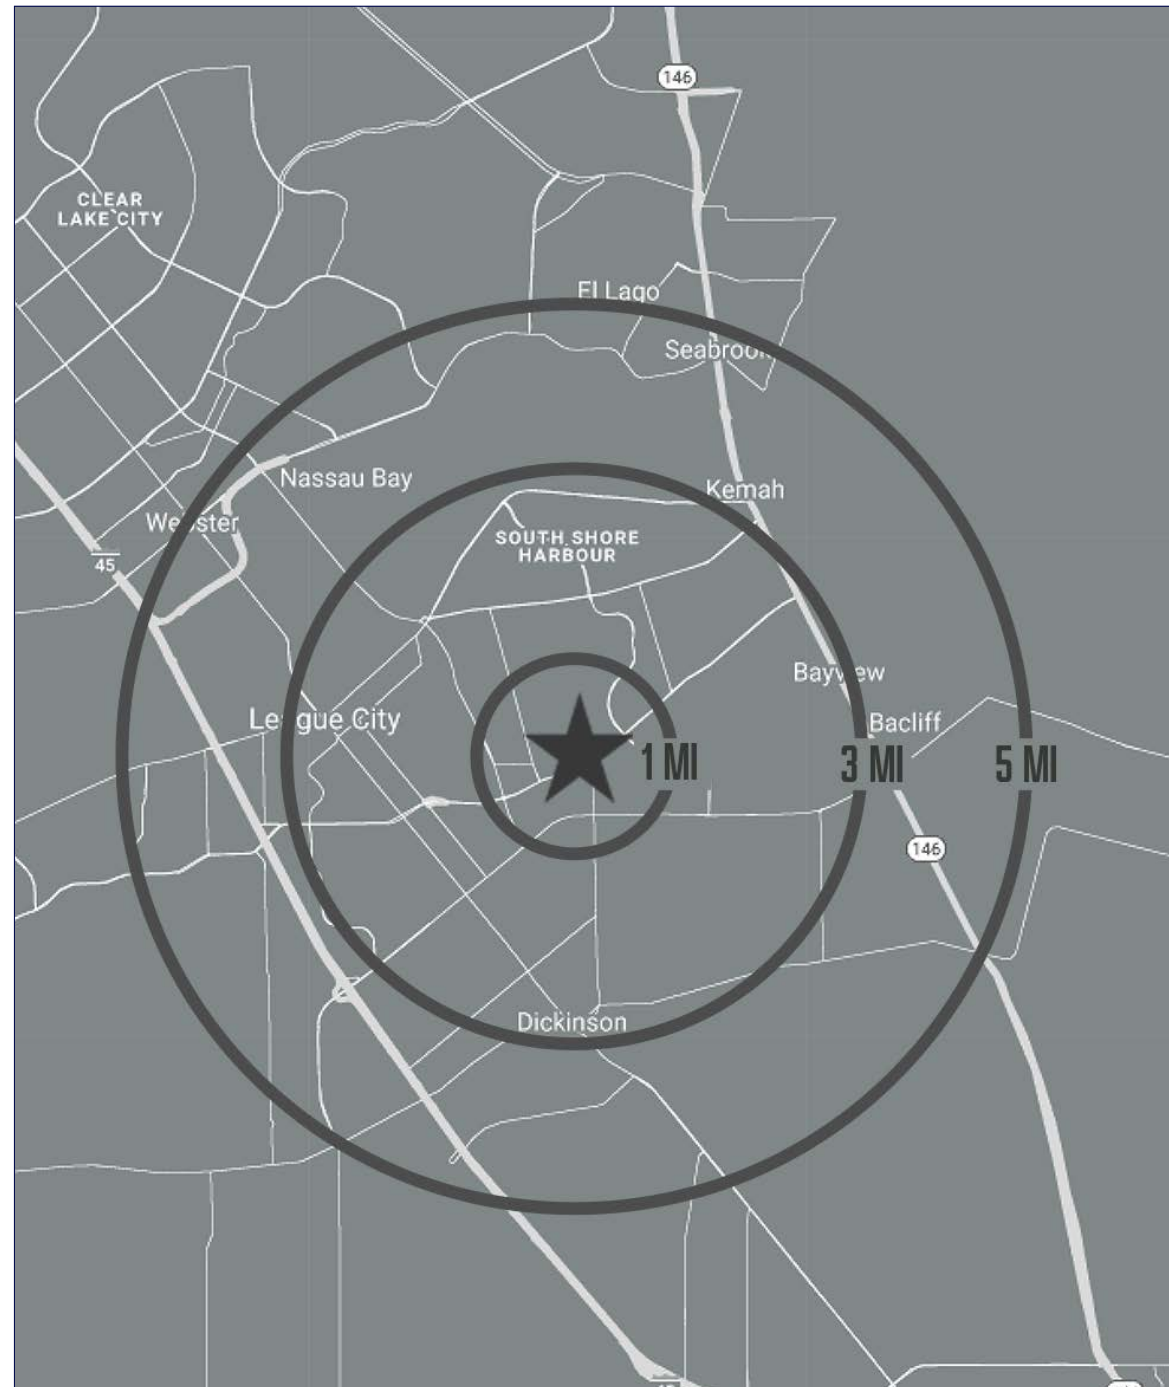 146
CLEAR
LAKE CITY
El Lago
Seabrook
Nassau Bay
Kemah
Webster
SOUTH SHORE
HARBOUR
45
Bayview
League City
Bacliff
1 MI
3 MI
5 MI
146
Dickinson